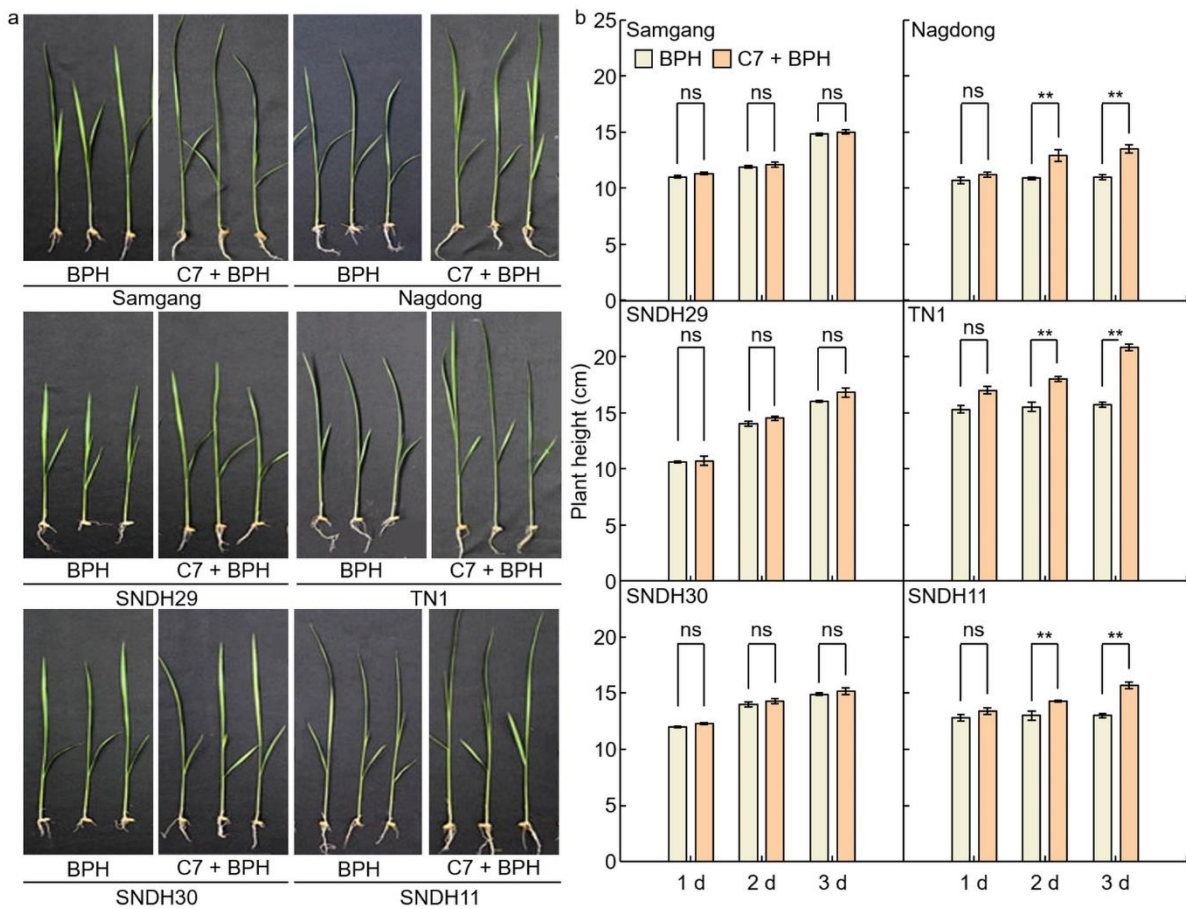 a
BPH
C7 + BPH
BPH
C7 + BPH
Samgang
Nagdong
BPH
C7 + BPH
BPH
C7 + BPH
SNDH29
TN1
BPH
C7 + BPH
BPH
C7 + BPH
SNDH30
SNDH11
b
Plant height (cm)
25
20
15
10
5
0
Samgang
BPH
C7 + BPH
ns
ns
ns
Nagdong
ns
**
**
20
15
10
5
0
SNDH29
ns
ns
ns
TN1
ns
**
**
20
15
10
5
0
SNDH30
ns
ns
ns
SNDH11
ns
**
**
1 d
2 d
3 d
1 d
2 d
3 d